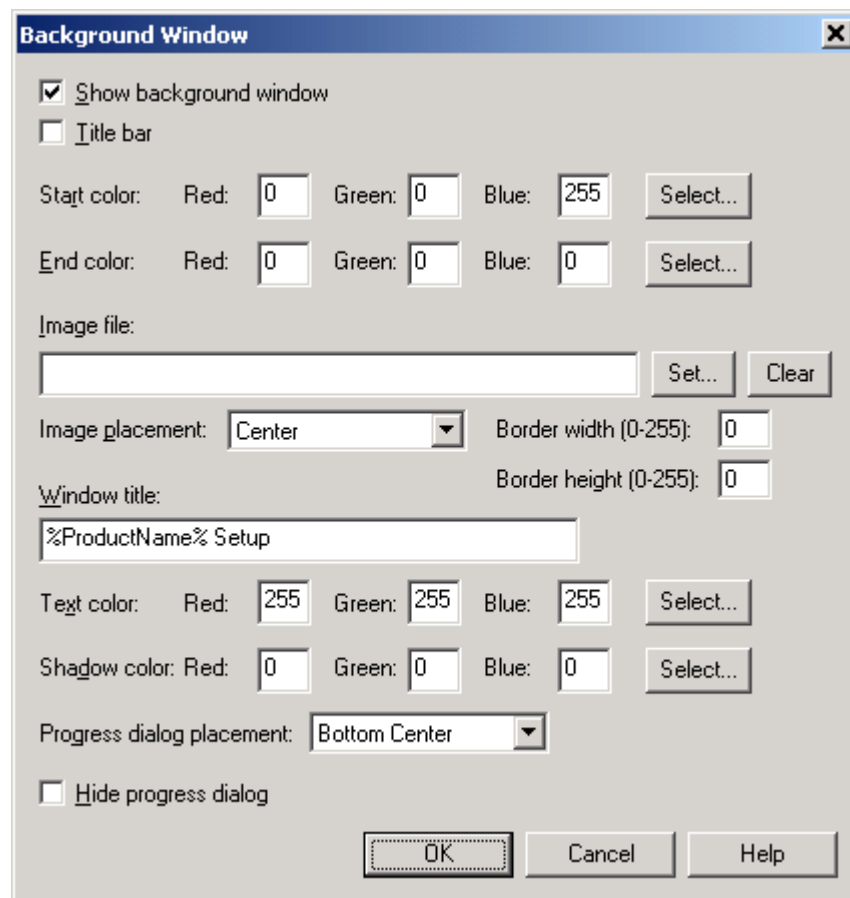 Background Window
Show background window
Title bar
Start color: Red: 0 Green: 0 Blue: 255 Select...
End color: Red: 0 Green: 0 Blue: 0 Select...
Image file:
Set... Clear
Image placement: Center Border width (0-255): 0
Border height (0-255): 0
Window title:
%ProductName% Setup
Text color: Red: 255 Green: 255 Blue: 255 Select...
Shadow color: Red: 0 Green: 0 Blue: 0 Select...
Progress dialog placement: Bottom Center
Hide progress dialog
OK Cancel Help